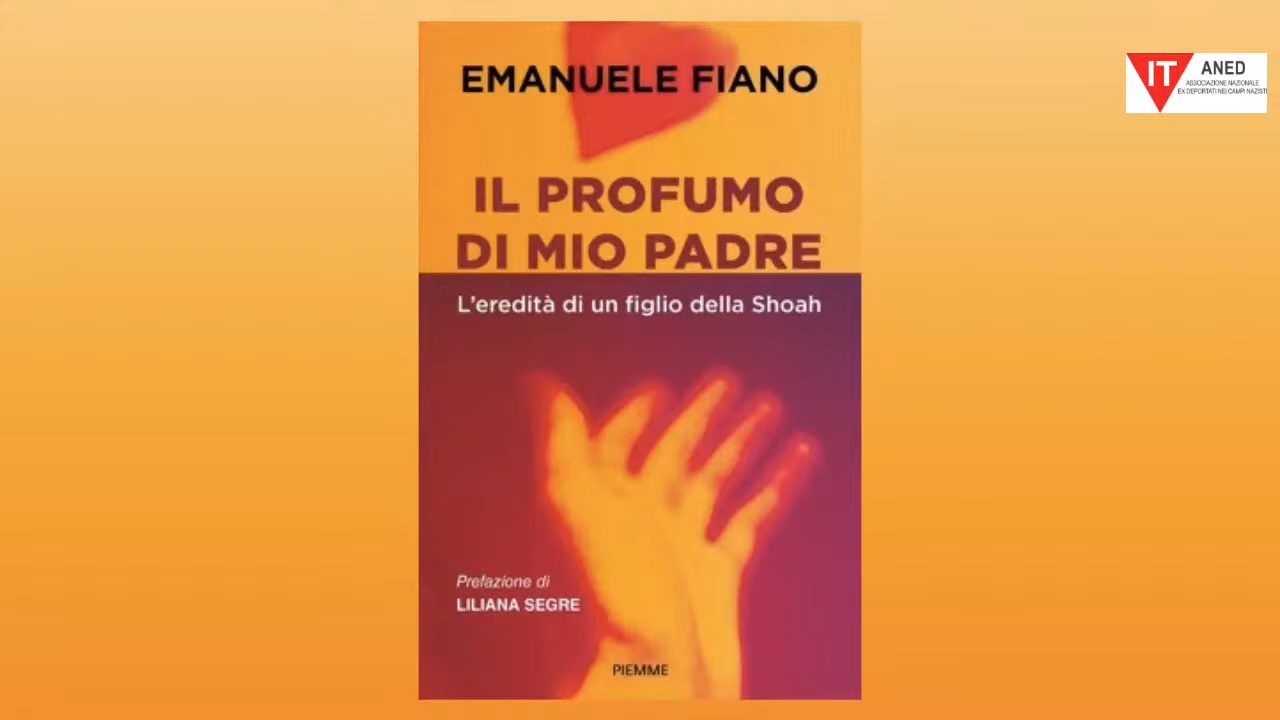 EMANUELE FIANO
IL PROFUMO
DI MIO PADRE
L'eredità di un figlio della Shoah
Prefazione di
LILIANA SEGRE
PIEMME
IT
ANED
ASSOCIAZIONE NAZIONALE
EX DEPORTATI NEI CAMPI NAZISTI